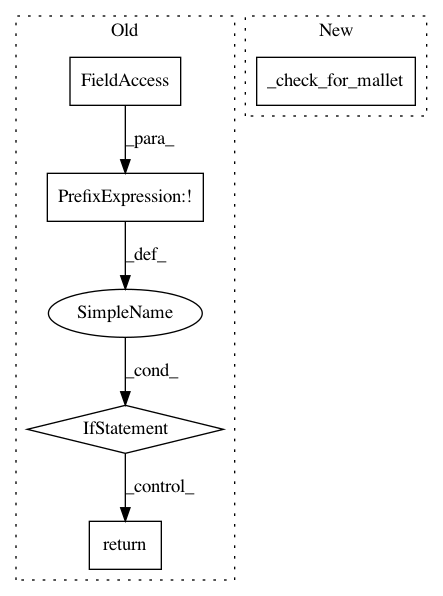 Old
New
FieldAccess
_check_for_mallet
_para_
PrefixExpression:!
_def_
SimpleName
_cond_
IfStatement
_control_
return